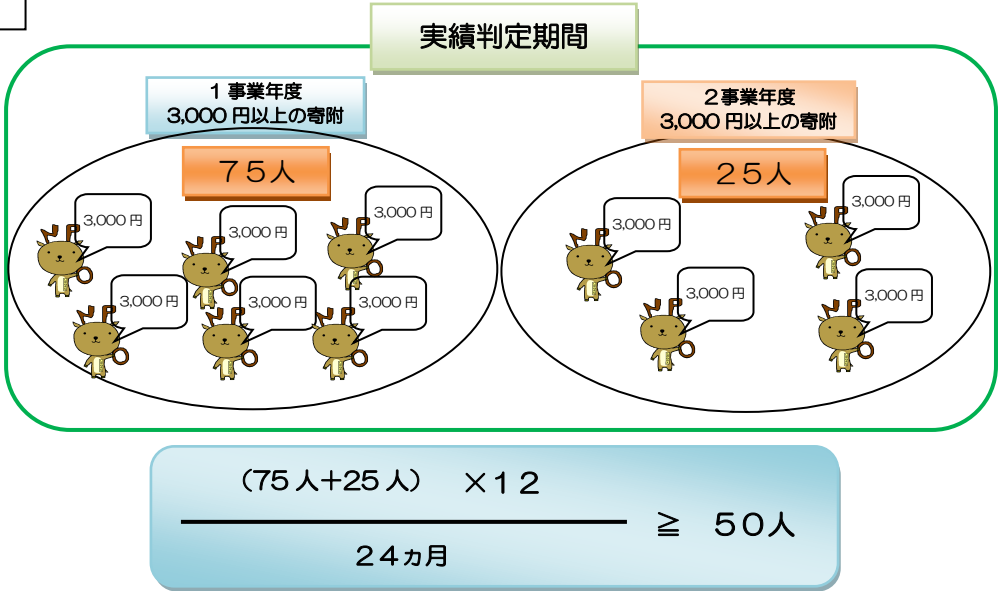 実績判定期間
１事業年度
3,000 円以上の寄附
７５人
3,000 円
3,000 円
3,000 円
3,000 円
3,000 円
3,000 円
２事業年度
3,000 円以上の寄附
２５人
3,000 円
3,000 円
3,000 円
3,000 円
（75 人＋25 人） ×１２
２４ヵ月
≧ ５０人